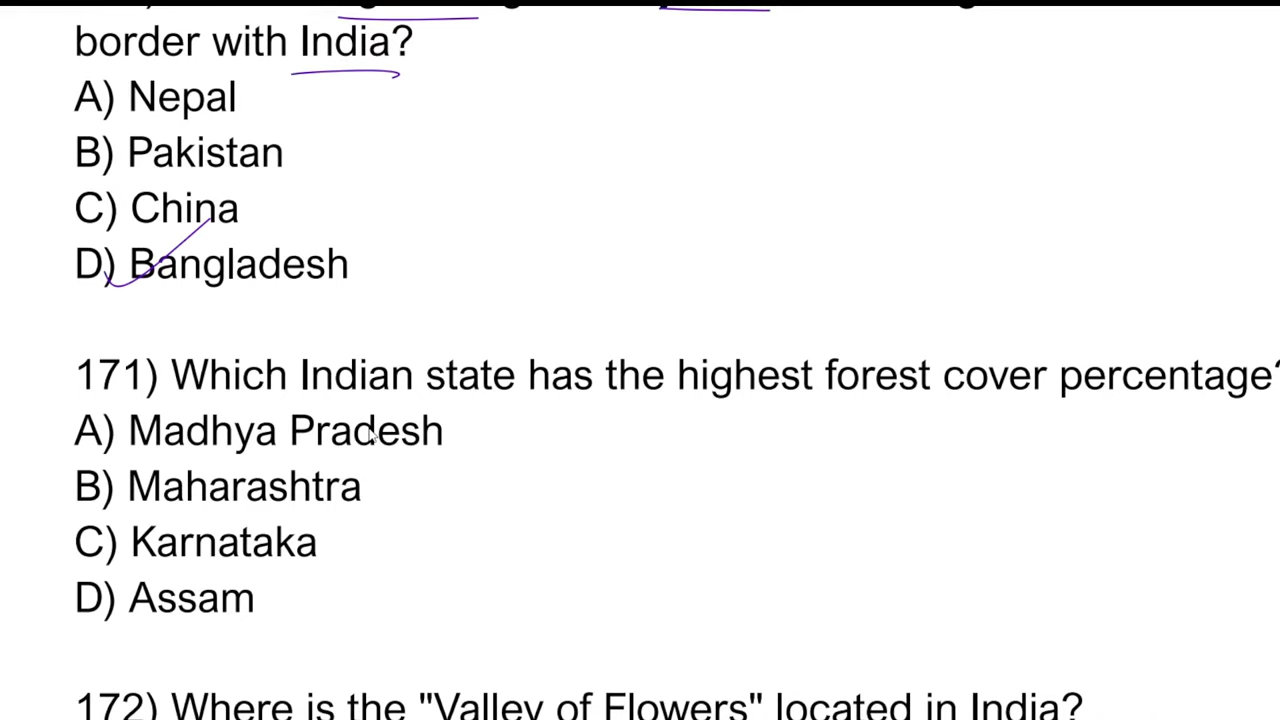 border with India?
A) Nepal
B) Pakistan
C) China
D) Bangladesh
171) Which Indian state has the highest forest cover percentage?
A) Madhya Pradesh
B) Maharashtra
C) Karnataka
D) Assam
172) Where is the "Valley of Flowers" located in India?